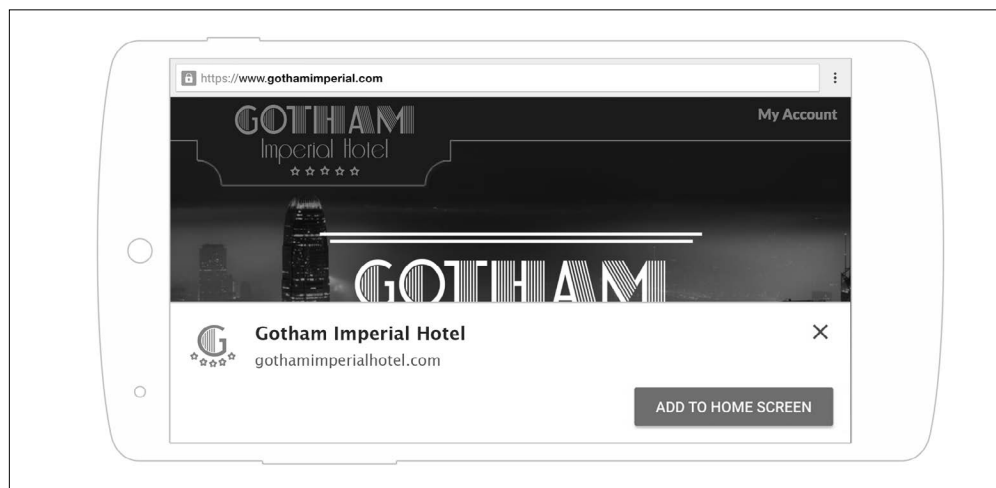 https://www.gothamimperial.com
My Account
GOTHAM
Imperial Hotel
GOTHAM
G
Gotham Imperial Hotel
gothamimperialhotel.com
ADD TO HOME SCREEN